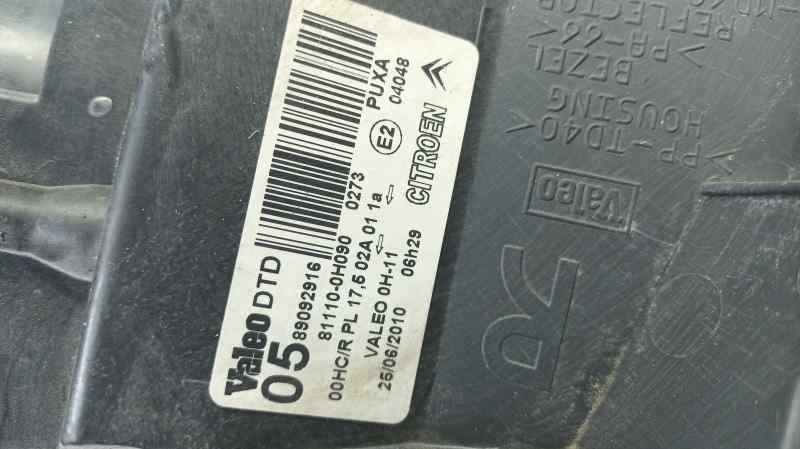 Valeo DTD
05
89092916
PUXA
04048
81110-0H090
0273
E2
00HC/R PL 17,5 02A 01 1a
VALEO 0H-11
CITROEN
25/06/2010
06h29
REFLECTOR
>PA-66<
BEZEL
>PP-TD40<
HOUSING
Valeo